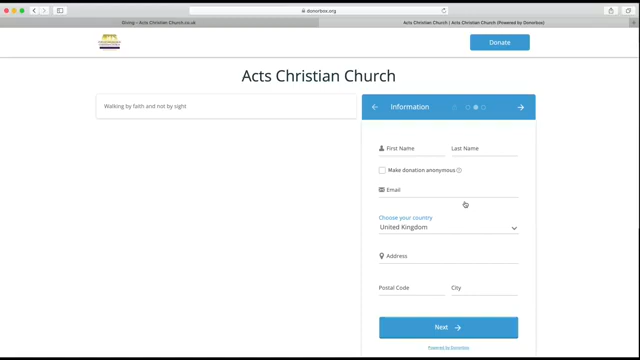 donorbox.org
Giving – Acts Christian Church.co.uk
Acts Christian Church / Acts Christian Church (Powered by Donorbox)
Donate
Acts Christian Church
Walking by faith and not by sight
Information
First Name
Last Name
Make donation anonymous
Email
Choose your country
United Kingdom
Address
Postal Code
City
Next
Powered by Donorbox